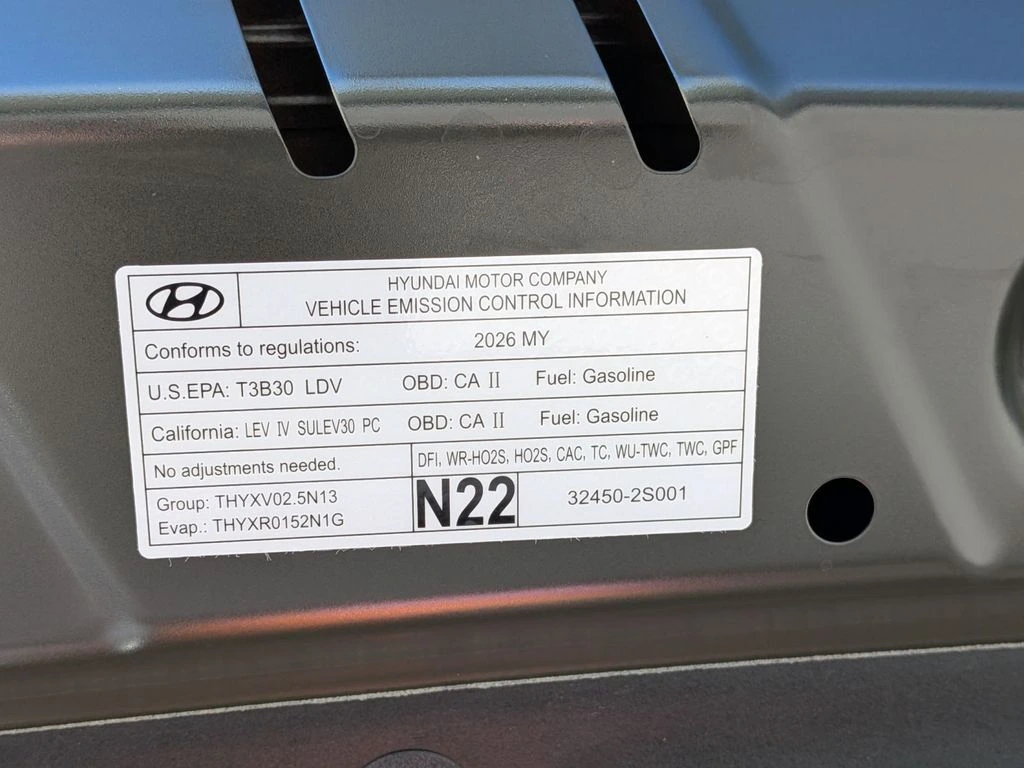 HYUNDAI MOTOR COMPANY
VEHICLE EMISSION CONTROL INFORMATION
Conforms to regulations: 2026 MY
U.S.EPA: T3B30 LDV OBD: CA II Fuel: Gasoline
California: LEV IV SULEV30 PC OBD: CA II Fuel: Gasoline
No adjustments needed. DFI, WR-HO2S, HO2S, CAC, TC, WU-TWC, TWC, GPF
Group: THYXV02.5N13
Evap.: THYXR0152N1G
N22 32450-2S001